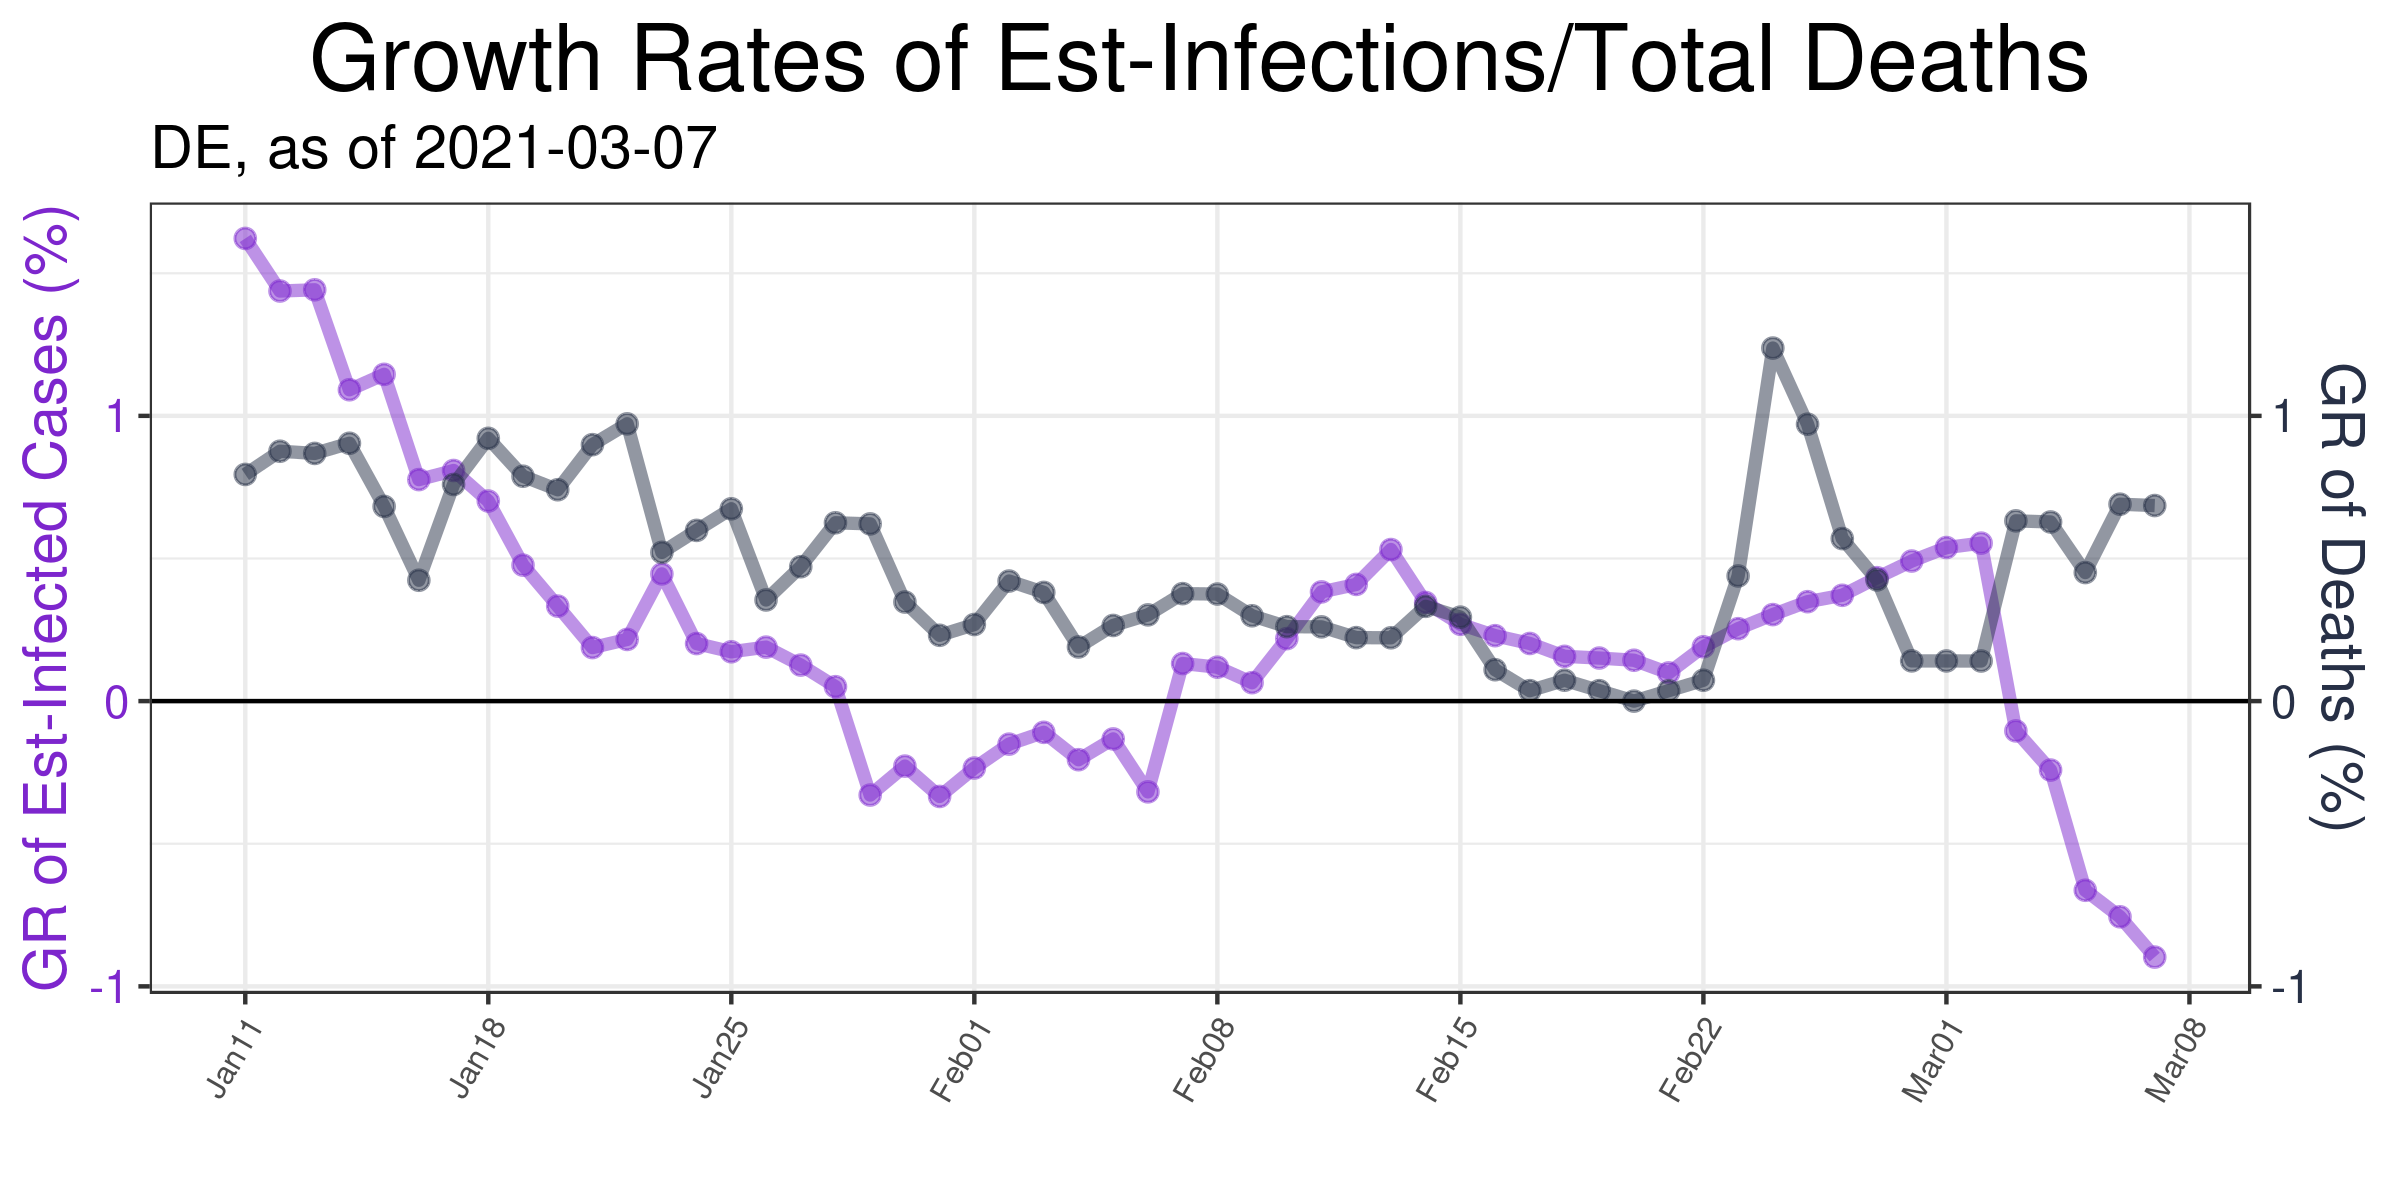 Growth Rates of Est-Infections/Total Deaths
DE, as of 2021-03-07
GR of Est-Infected Cases (%)
1
0
-1
1
0
-1
GR of Deaths (%)
Jan11
Jan18
Jan25
Feb01
Feb08
Feb15
Feb22
Mar01
Mar08